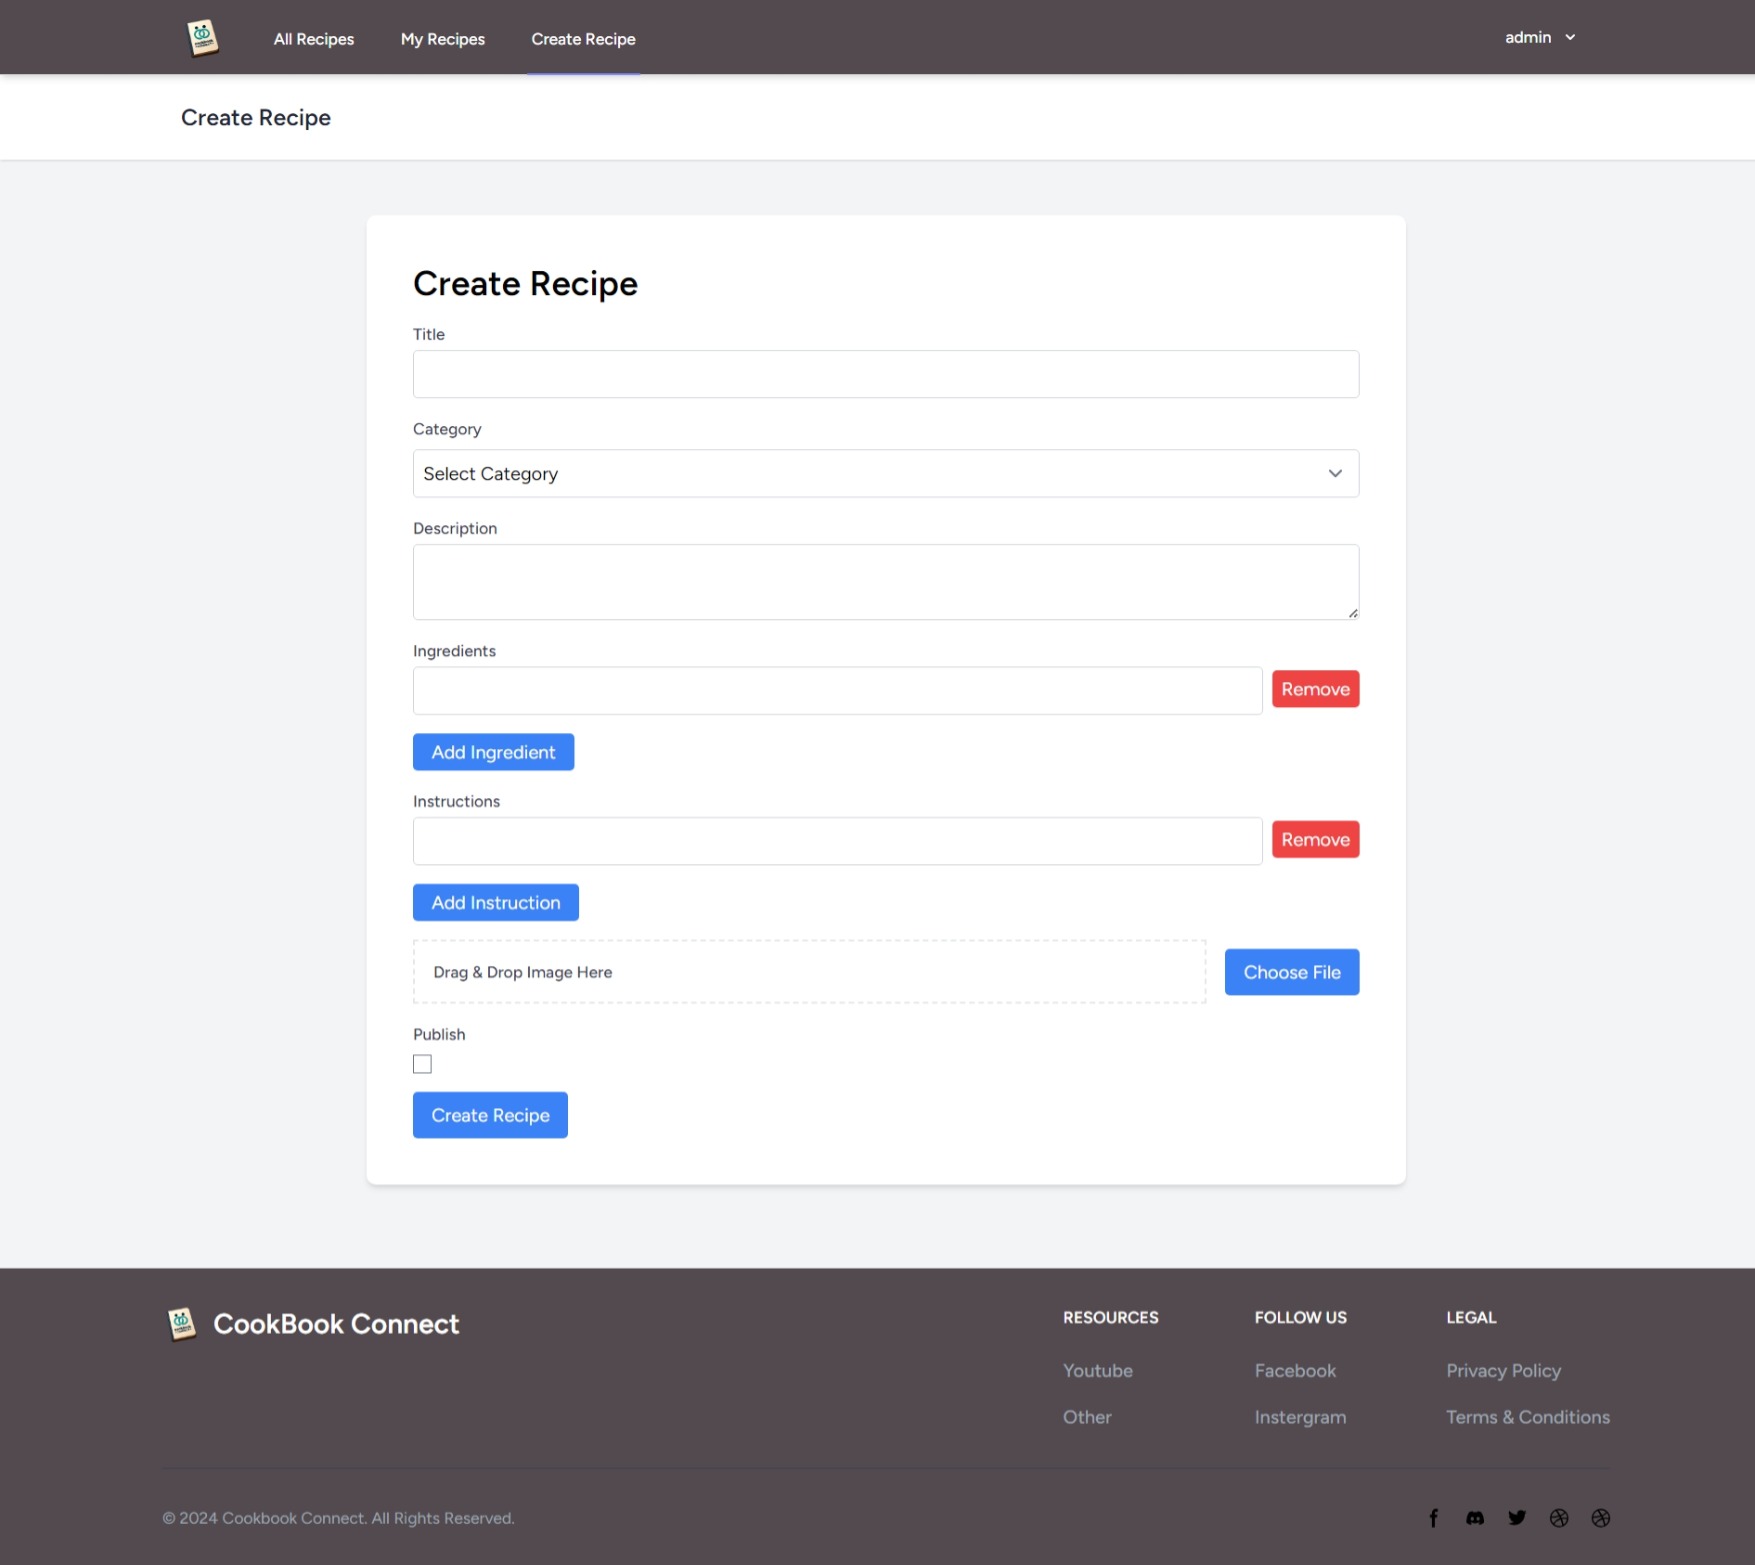 All Recipes My Recipes Create Recipe admin
Create Recipe
Create Recipe
Title
Category
Select Category
Description
Ingredients
Remove
Add Ingredient
Instructions
Remove
Add Instruction
Drag & Drop Image Here Choose File
Publish
Create Recipe
CookBook Connect
RESOURCES FOLLOW US LEGAL
Youtube Facebook Privacy Policy
Other Instergram Terms & Conditions
© 2024 Cookbook Connect. All Rights Reserved.